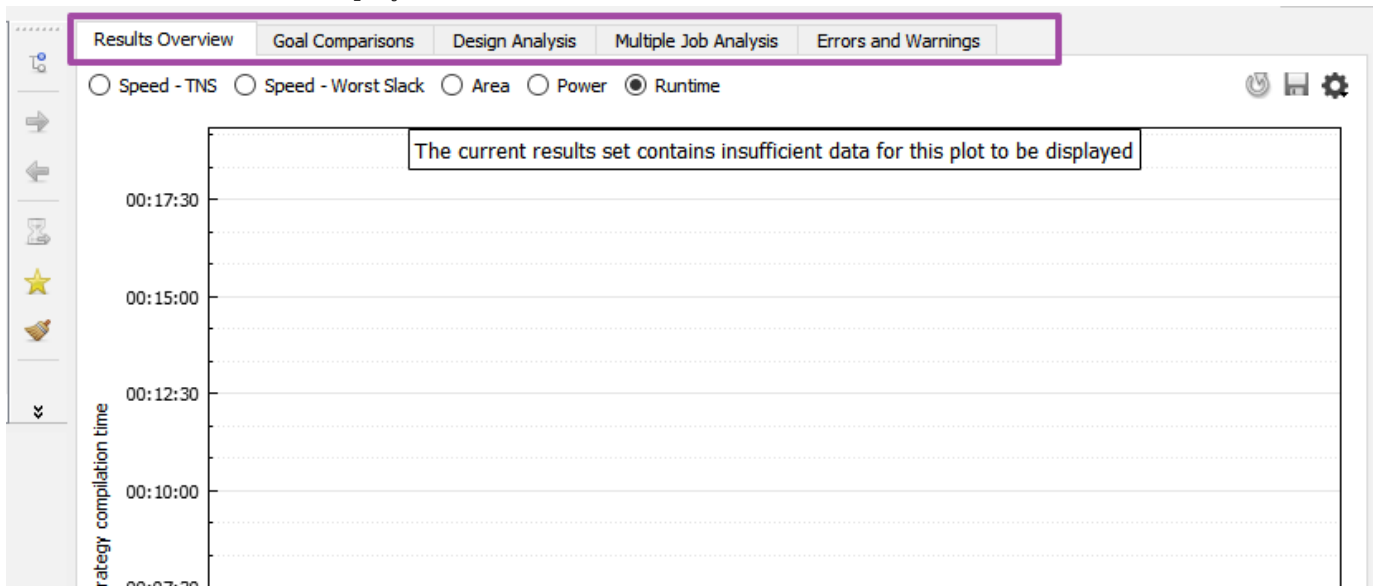 Results Overview Goal Comparisons Design Analysis Multiple Job Analysis Errors and Warnings
Speed - TNS Speed - Worst Slack Area Power Runtime
The current results set contains insufficient data for this plot to be displayed
00:17:30
00:15:00
00:12:30
00:10:00
compilation time